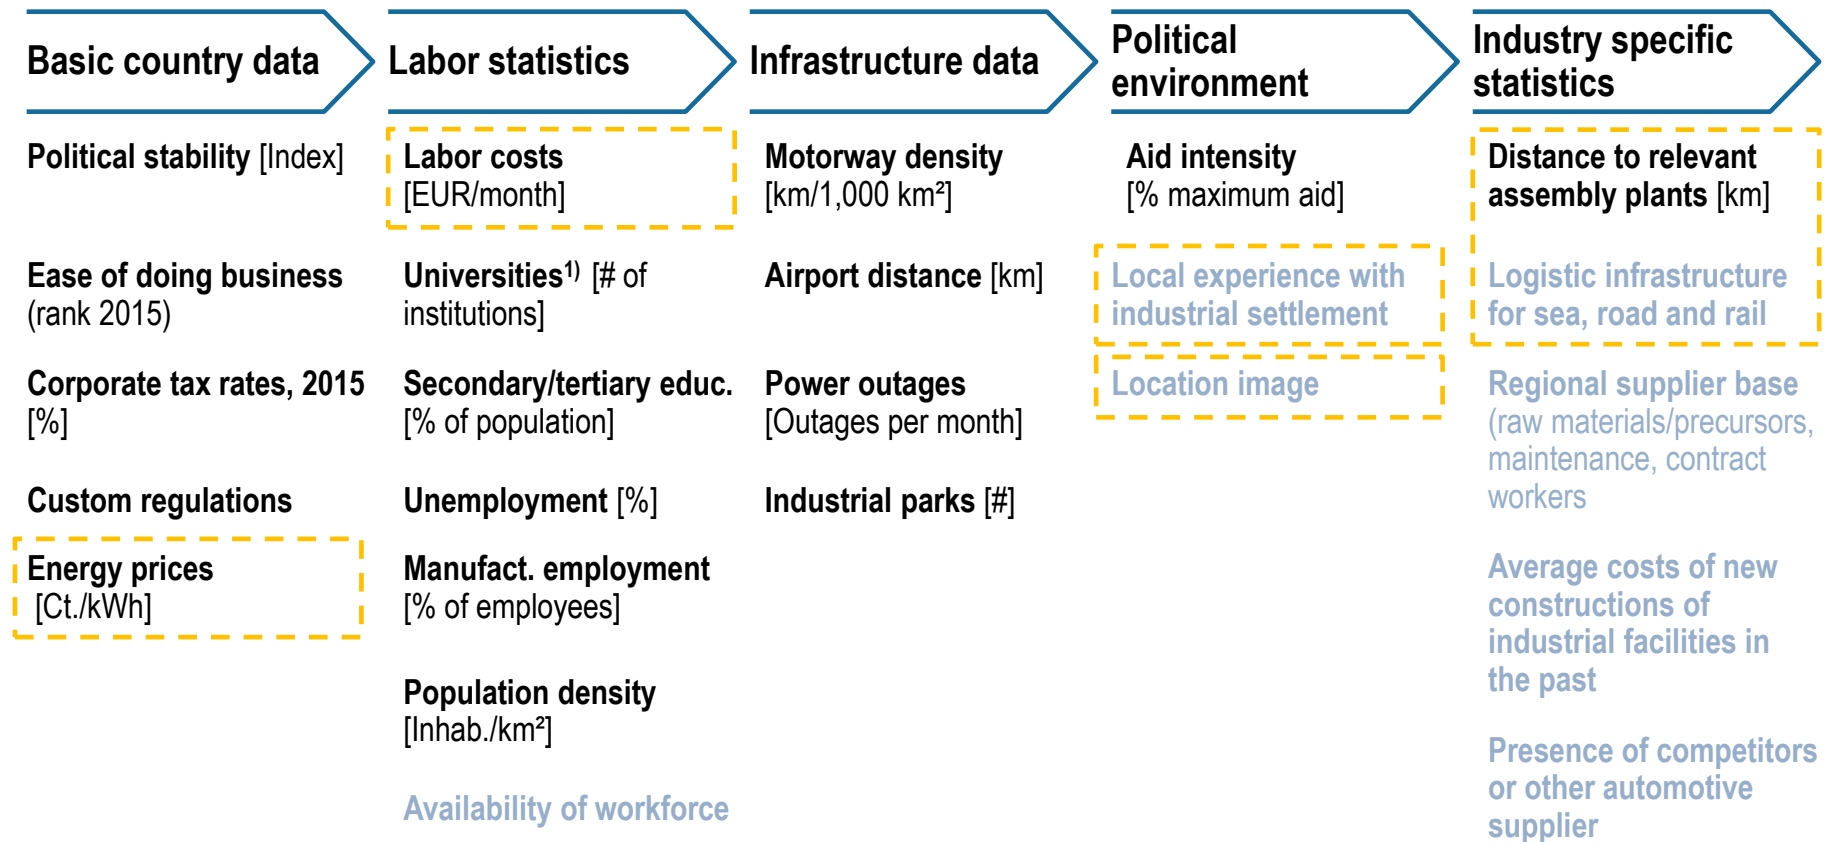 Basic country data
Labor statistics
Infrastructure data
Political
environment
Industry specific
statistics
Political stability [Index]
Ease of doing business
(rank 2015)
Corporate tax rates, 2015
[%]
Custom regulations
Energy prices
[Ct./kWh]
Labor costs
[EUR/month]
Universities¹⁾ [# of
institutions]
Secondary/tertiary educ.
[% of population]
Unemployment [%]
Manufact. employment
[% of employees]
Population density
[Inhab./km²]
Availability of workforce
Motorway density
[km/1,000 km²]
Airport distance [km]
Power outages
[Outages per month]
Industrial parks [#]
Aid intensity
[% maximum aid]
Local experience with
industrial settlement
Location image
Distance to relevant
assembly plants [km]
Logistic infrastructure
for sea, road and rail
Regional supplier base
(raw materials/precursors,
maintenance, contract
workers
Average costs of new
constructions of
industrial facilities in
the past
Presence of competitors
or other automotive
supplier